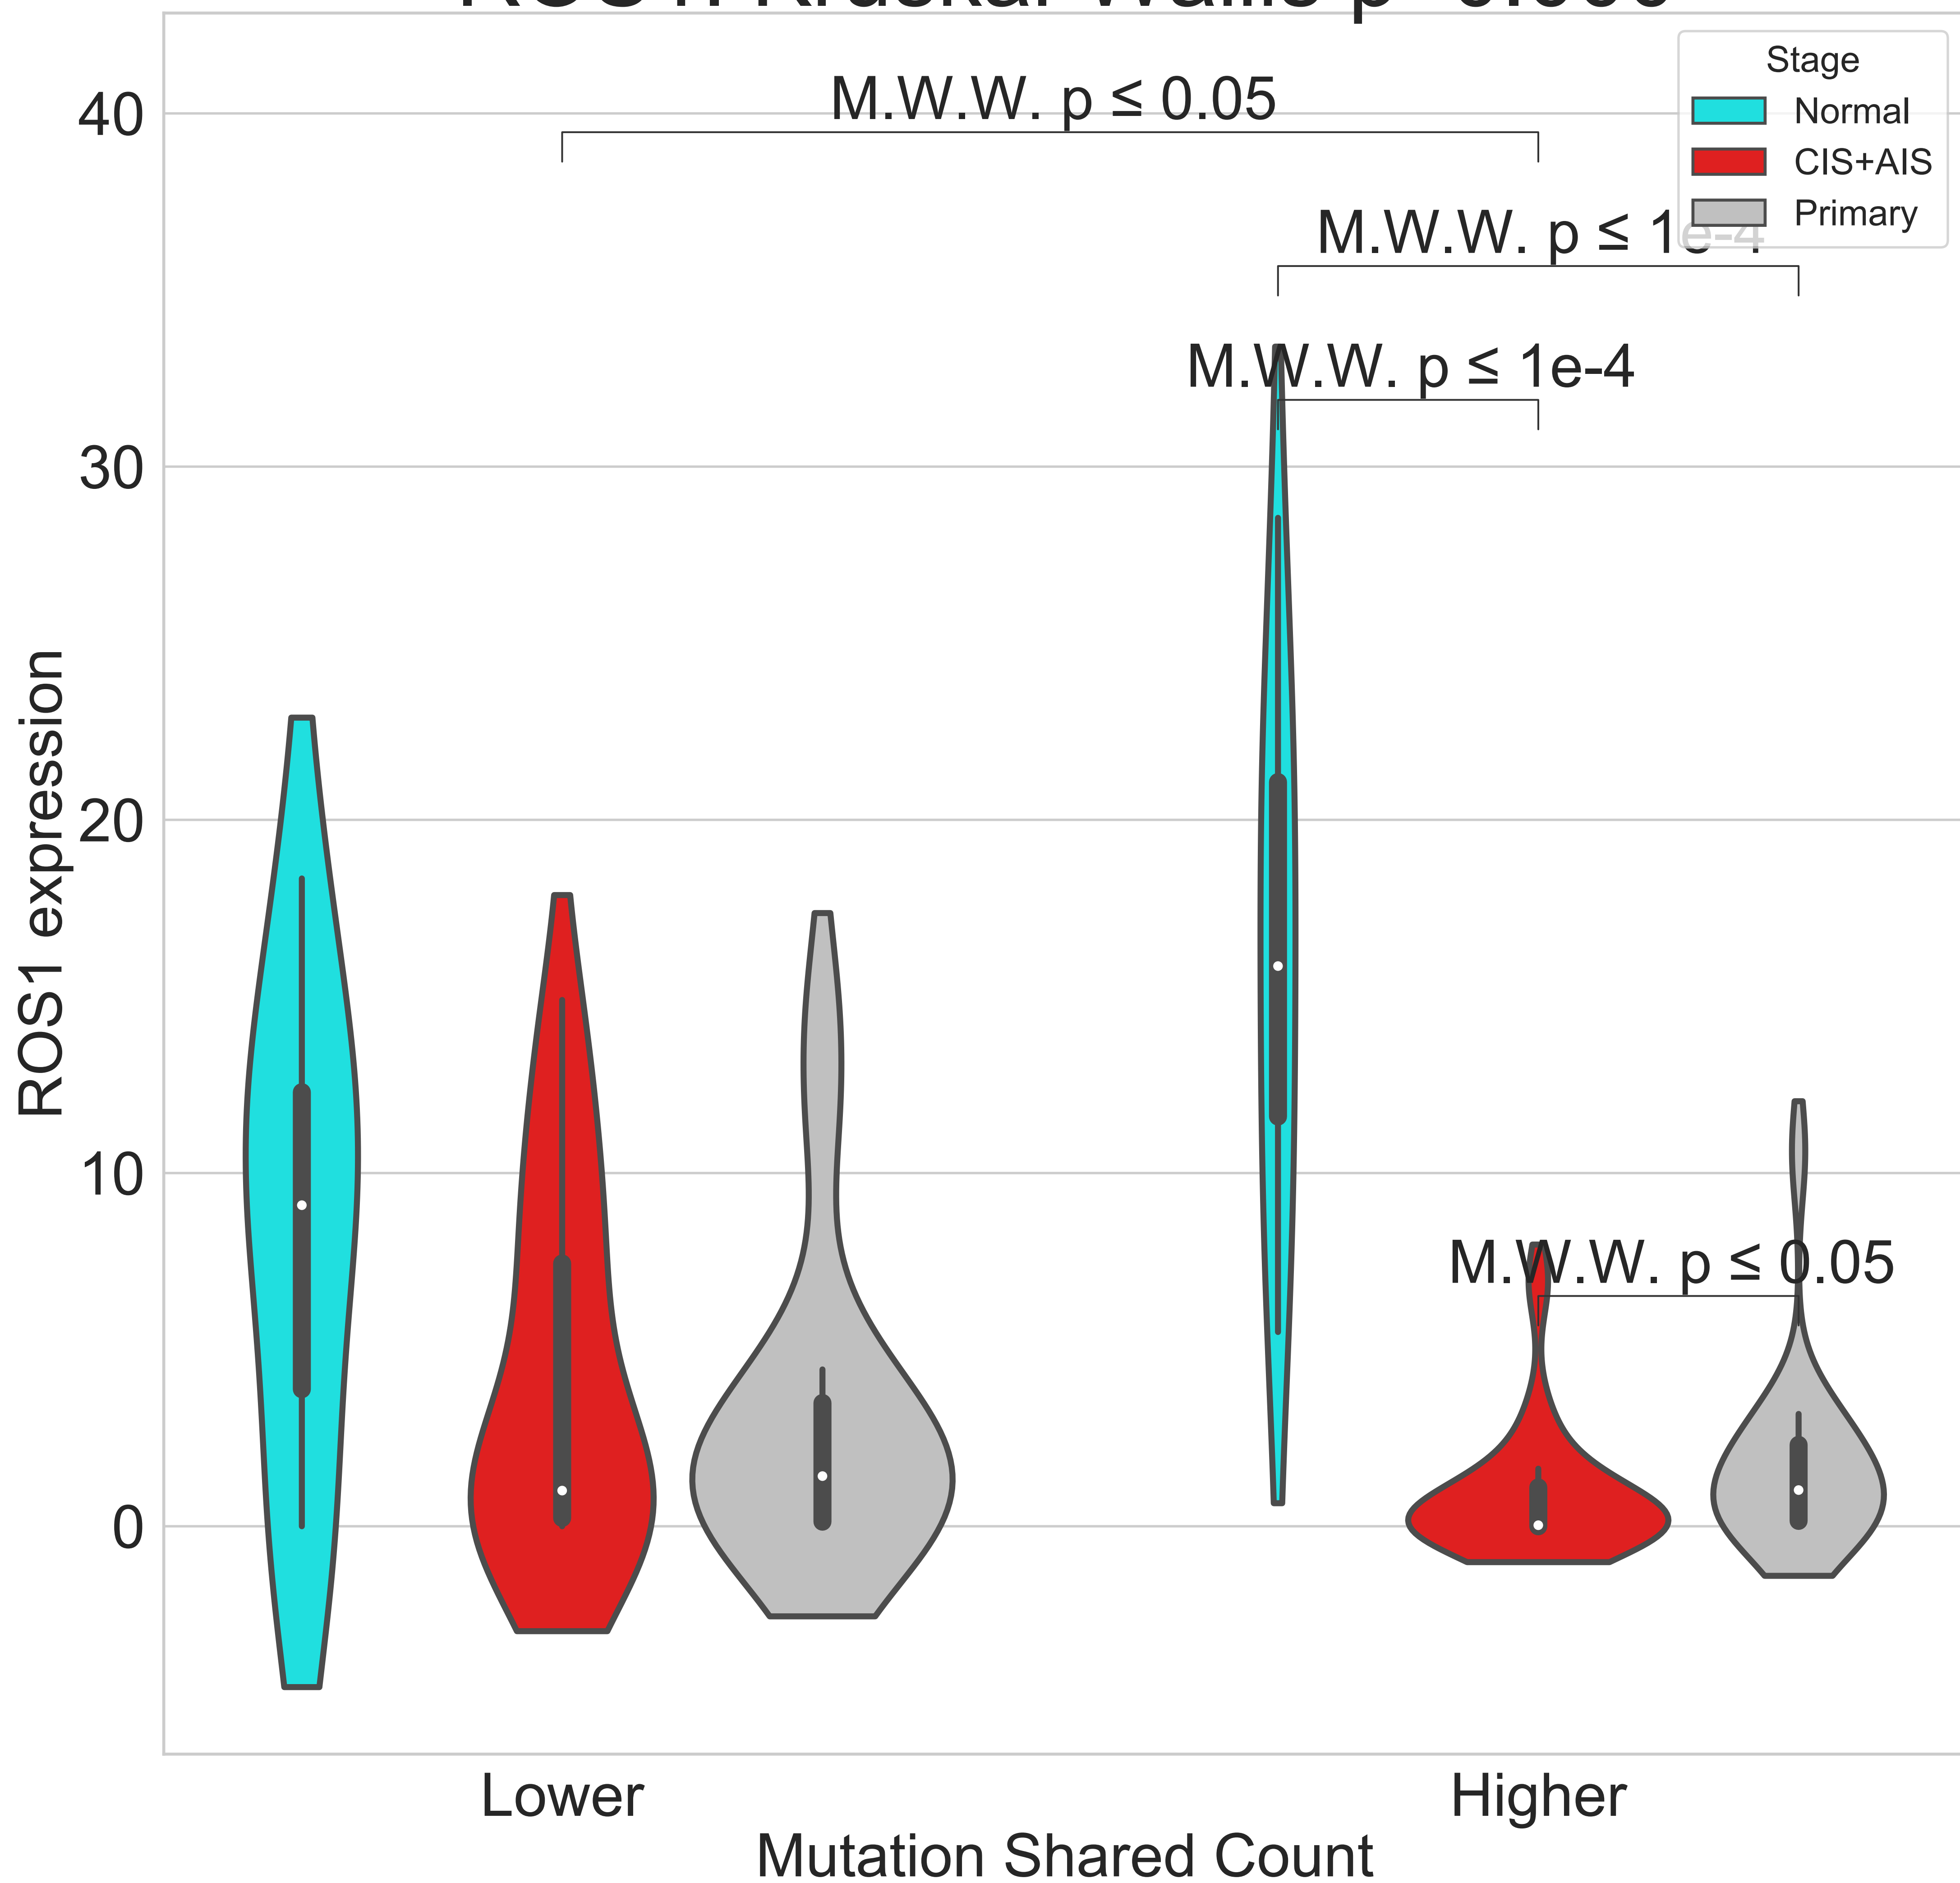 Stage
Normal
CIS+AIS
Primary
M.W.W. p ≤ 0.05
M.W.W. p ≤ 1e-4
M.W.W. p ≤ 1e-4
M.W.W. p ≤ 0.05
40
30
20
10
0
ROS1 expression
Lower
Higher
Mutation Shared Count